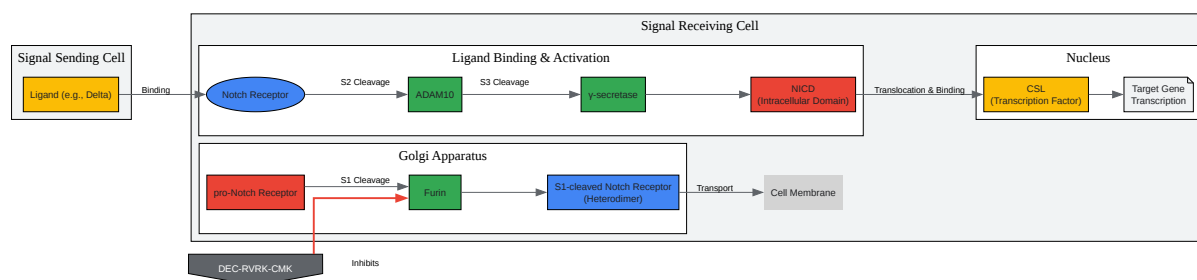 Signal Receiving Cell
Signal Sending Cell
Ligand (e.g., Delta)
Binding
Ligand Binding & Activation
Notch Receptor
S2 Cleavage
ADAM10
S3 Cleavage
γ-secretase
NICD
(Intracellular Domain)
Translocation & Binding
Nucleus
CSL
(Transcription Factor)
Target Gene
Transcription
Golgi Apparatus
pro-Notch Receptor
S1 Cleavage
Furin
S1-cleaved Notch Receptor
(Heterodimer)
Transport
Cell Membrane
DEC-RVRK-CMK
Inhibits